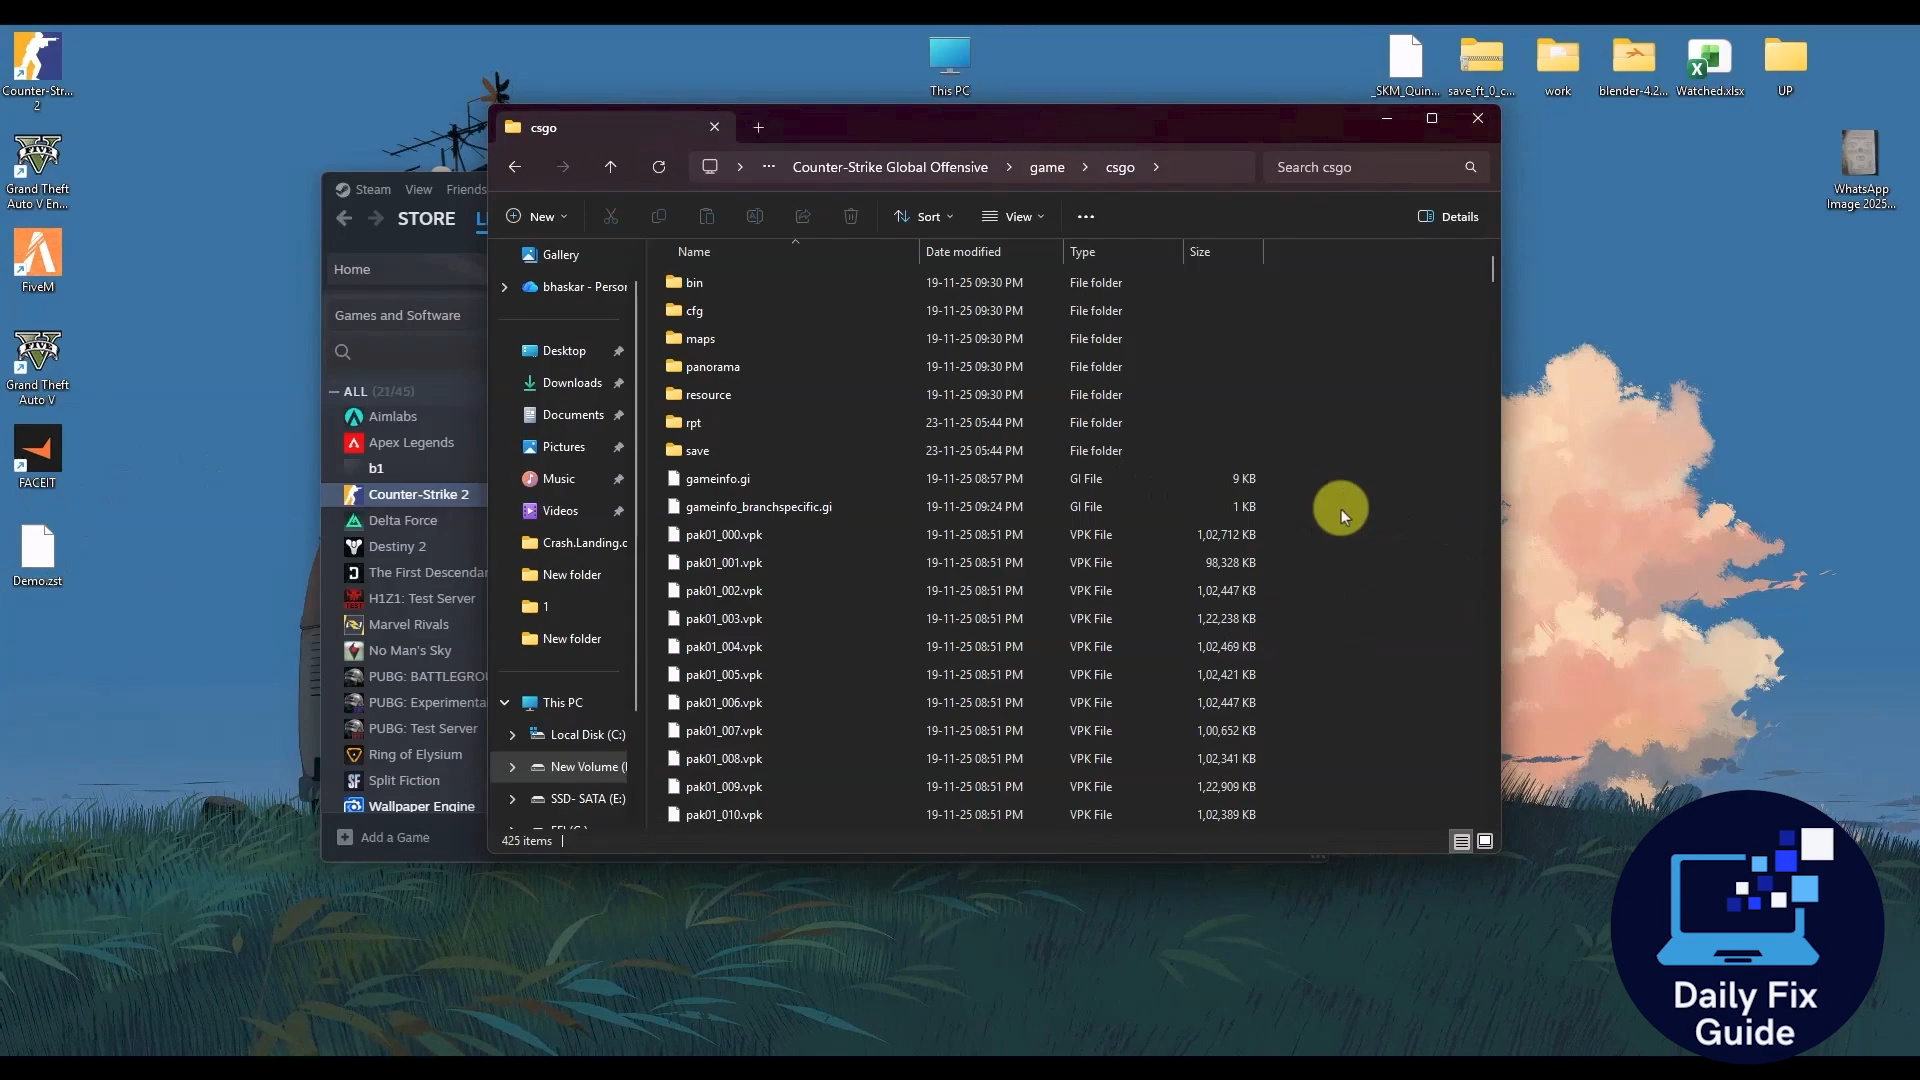 Counter-Str...
2
Grand Theft
Auto V En...
FiveM
Grand Theft
Auto V
FACEIT
Demo.zst
This PC
_SKM_Quin...
save_ft_0_c...
work
blender-4.2...
Watched.xlsx
UP
WhatsApp
Image 2025...
Steam View Friends
STORE
Home
Games and Software
ALL (21/45)
Aimlabs
Apex Legends
b1
Counter-Strike 2
Delta Force
Destiny 2
The First Descendar
H1Z1: Test Server
Marvel Rivals
No Man's Sky
PUBG: BATTLEGROU
PUBG: Experimenta
PUBG: Test Server
Ring of Elysium
Split Fiction
Wallpaper Engine
Add a Game
csgo
Counter-Strike Global Offensive > game > csgo >
Search csgo
New
Sort
View
Details
Gallery
bhaskar - Persor
Desktop
Downloads
Documents
Pictures
Music
Videos
Crash.Landing.c
New folder
1
New folder
This PC
Local Disk (C:)
New Volume (
SSD- SATA (E:)
Name Date modified Type Size
bin 19-11-25 09:30 PM File folder
cfg 19-11-25 09:30 PM File folder
maps 19-11-25 09:30 PM File folder
panorama 19-11-25 09:30 PM File folder
resource 19-11-25 09:30 PM File folder
rpt 23-11-25 05:44 PM File folder
save 23-11-25 05:44 PM File folder
gameinfo.gi 19-11-25 08:57 PM GI File 9 KB
gameinfo_branchspecific.gi 19-11-25 09:24 PM GI File 1 KB
pak01_000.vpk 19-11-25 08:51 PM VPK File 1,02,712 KB
pak01_001.vpk 19-11-25 08:51 PM VPK File 98,328 KB
pak01_002.vpk 19-11-25 08:51 PM VPK File 1,02,447 KB
pak01_003.vpk 19-11-25 08:51 PM VPK File 1,22,238 KB
pak01_004.vpk 19-11-25 08:51 PM VPK File 1,02,469 KB
pak01_005.vpk 19-11-25 08:51 PM VPK File 1,02,421 KB
pak01_006.vpk 19-11-25 08:51 PM VPK File 1,02,447 KB
pak01_007.vpk 19-11-25 08:51 PM VPK File 1,00,652 KB
pak01_008.vpk 19-11-25 08:51 PM VPK File 1,02,341 KB
pak01_009.vpk 19-11-25 08:51 PM VPK File 1,22,909 KB
pak01_010.vpk 19-11-25 08:51 PM VPK File 1,02,389 KB
425 items
Daily Fix
Guide